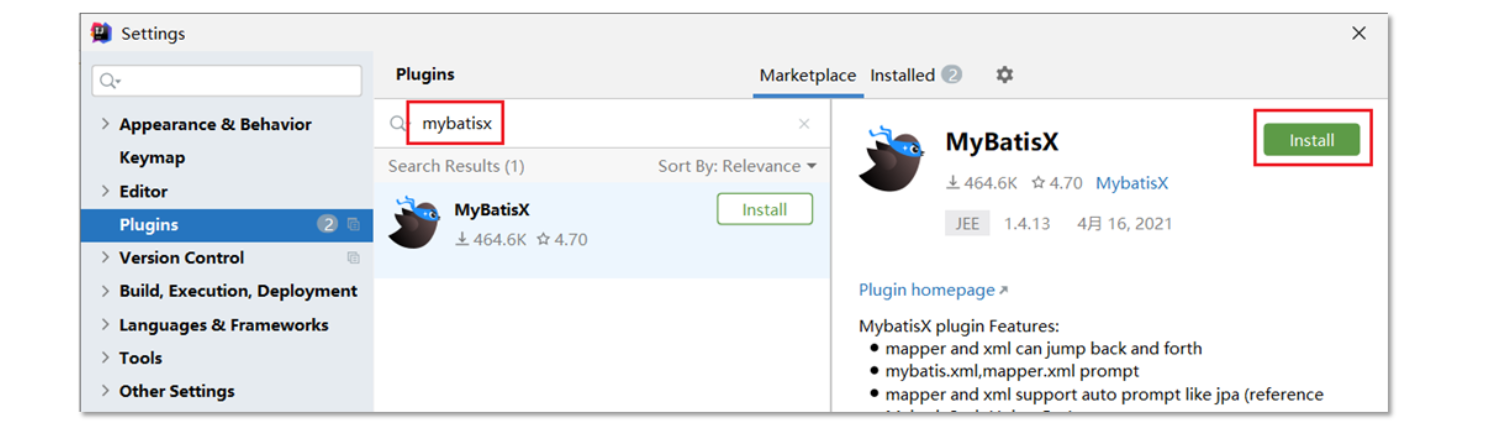 Settings
Appearance & Behavior
Keymap
Editor
Plugins 2
Version Control
Build, Execution, Deployment
Languages & Frameworks
Tools
Other Settings
Plugins
Marketplace Installed 2
mybatisx
Search Results (1) Sort By: Relevance
MyBatisX Install
464.6K 4.70
MyBatisX Install
464.6K 4.70 MybatisX
JEE 1.4.13 4月 16, 2021
Plugin homepage
MybatisX plugin Features:
mapper and xml can jump back and forth
mybatis.xml,mapper.xml prompt
mapper and xml support auto prompt like jpa (reference